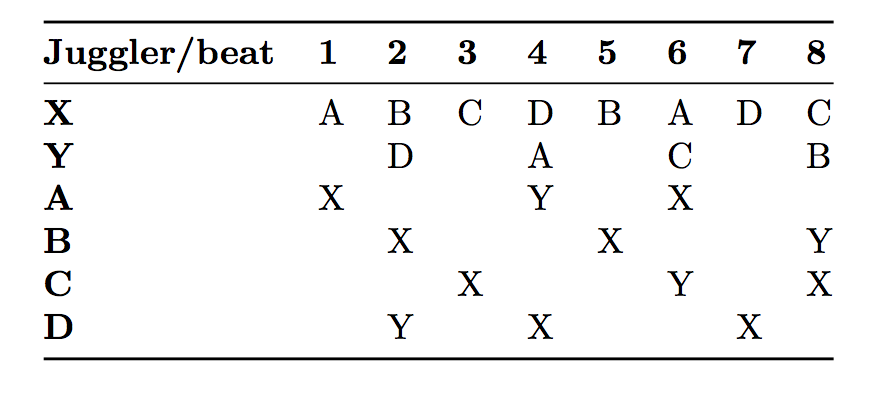 Juggler/beat 1 2 3 4 5 6 7 8
X A B C D B A D C
Y D A C B
A X Y X
B X X Y
C X Y X
D Y X X